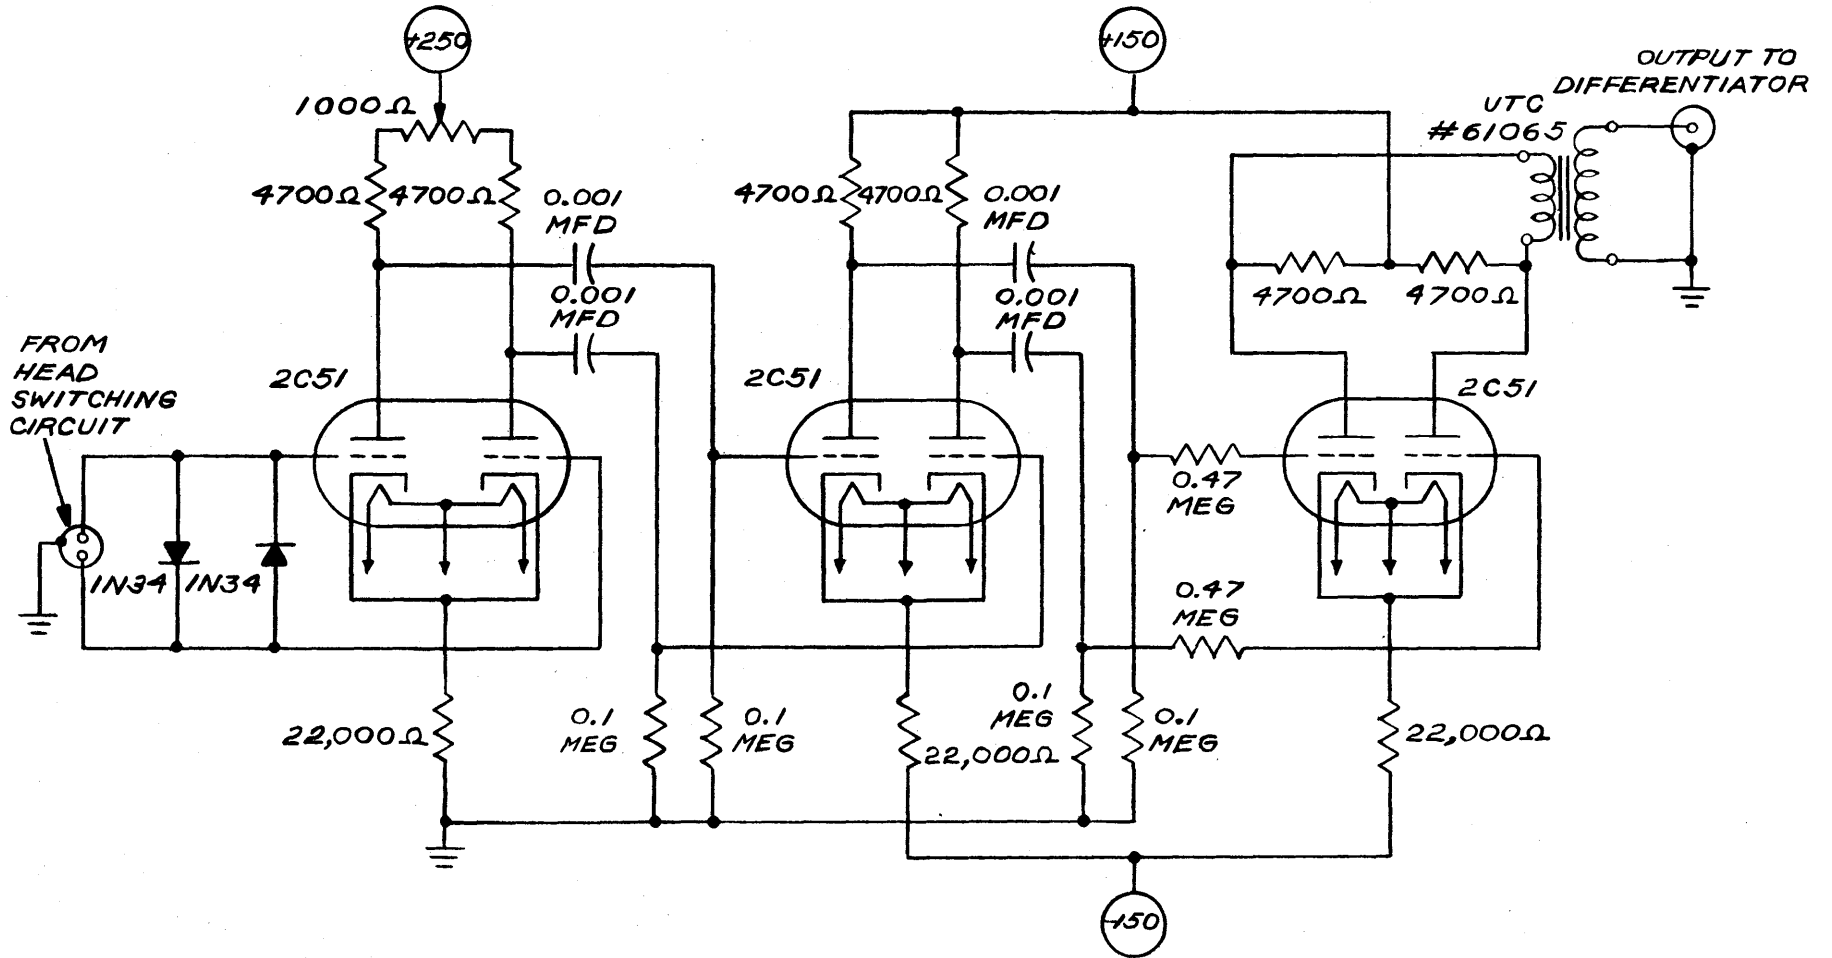 +250
+150
OUTPUT TO
DIFFERENTIATOR
1000Ω
UTC
#61065
4700Ω
4700Ω
0.001
MFD
4700Ω
4700Ω
0.001
MFD
0.001
MFD
0.001
MFD
4700Ω
4700Ω
FROM
HEAD
SWITCHING
CIRCUIT
2C51
2C51
2C51
0.47
MEG
1N34
1N34
0.47
MEG
22,000Ω
0.1
MEG
0.1
MEG
22,000Ω
0.1
MEG
0.1
MEG
22,000Ω
-150